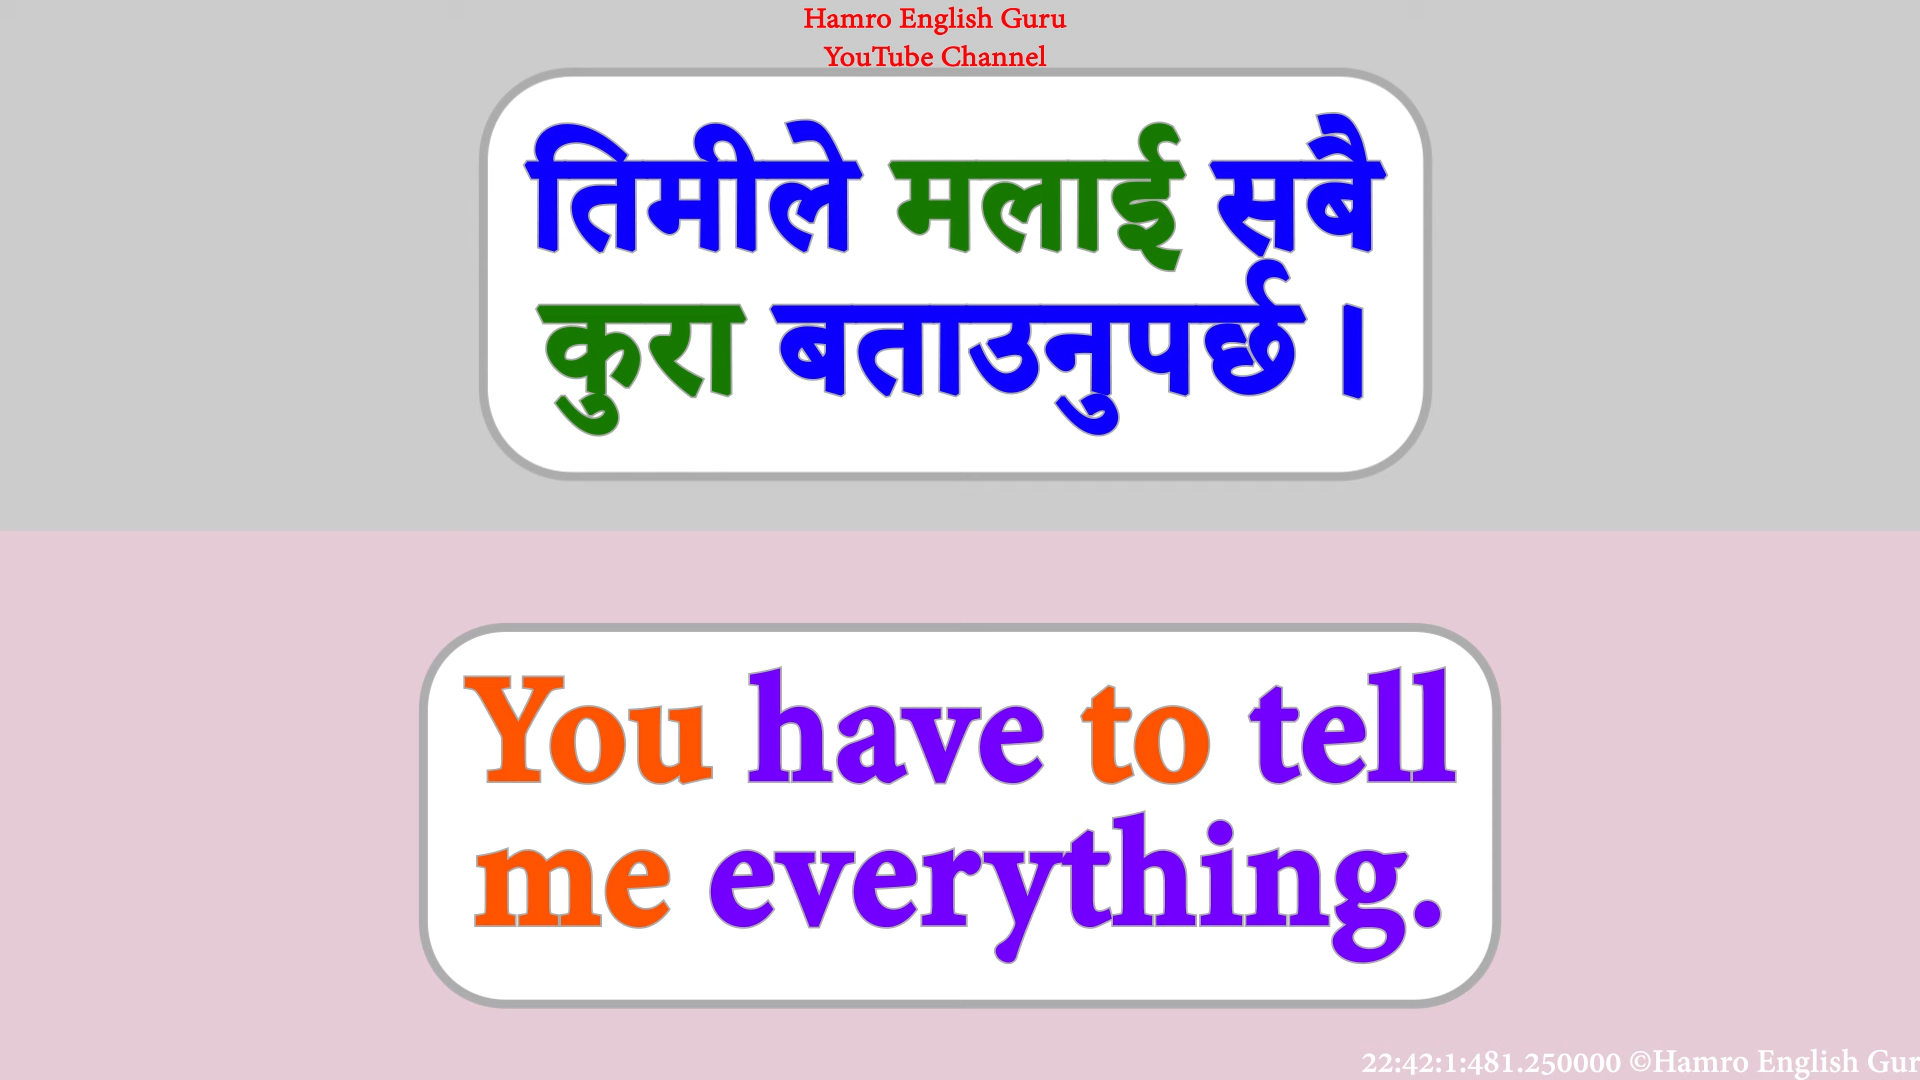 Hamro English Guru
YouTube Channel
तिमीले मलाई सबै
कुरा बताउनुपर्छ ।
You have to tell
me everything.
22:42:1:481.250000 ©Hamro English Gur